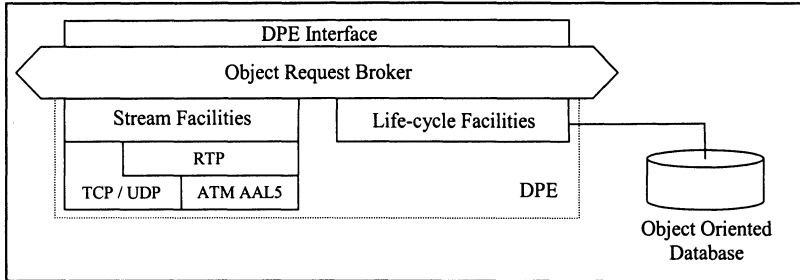 DPE Interface
Object Request Broker
Stream Facilities
Life-cycle Facilities
RTP
TCP / UDP
ATM AAL5
DPE
Object Oriented
Database